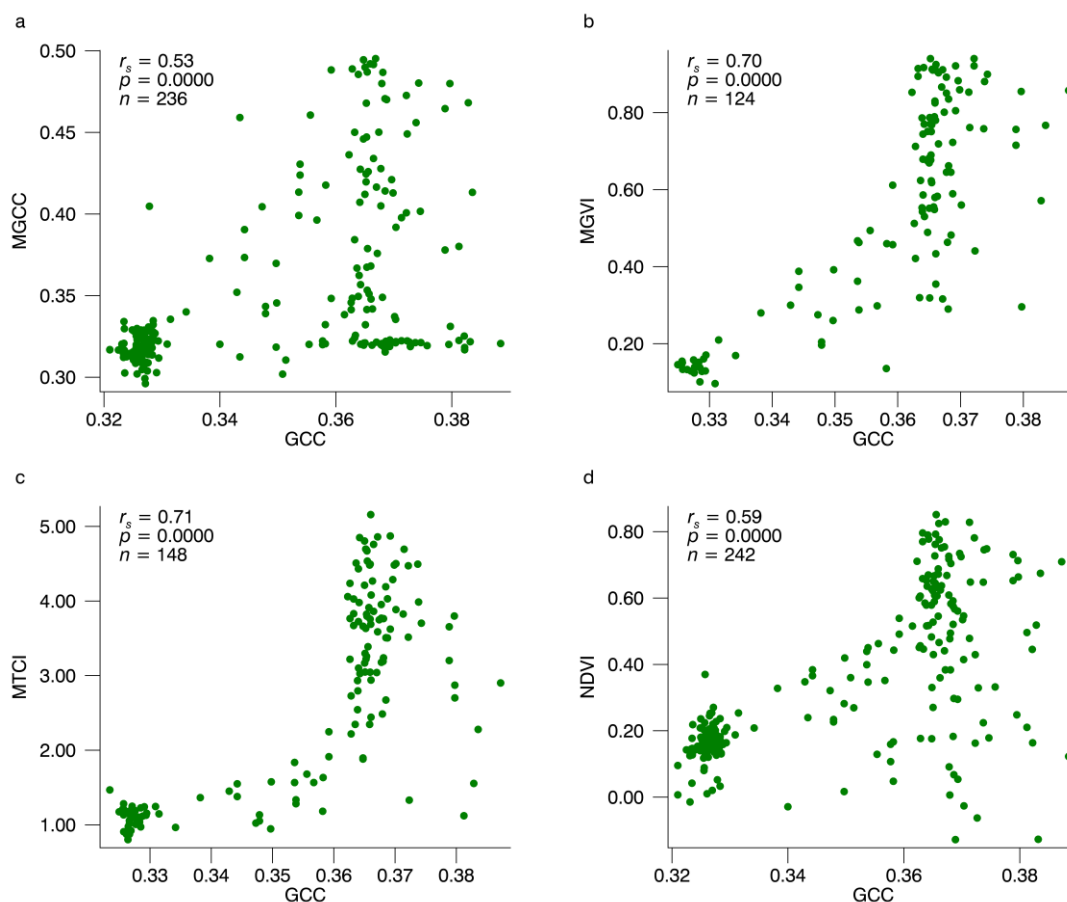 a
r_s = 0.53
p = 0.0000
n = 236
0.50
0.45
0.40
0.35
0.30
MGCC
0.32
0.34
0.36
0.38
GCC
b
r_s = 0.70
p = 0.0000
n = 124
0.80
0.60
0.40
0.20
MGVI
0.33
0.34
0.35
0.36
0.37
0.38
GCC
c
r_s = 0.71
p = 0.0000
n = 148
5.00
4.00
3.00
2.00
1.00
MTCI
0.33
0.34
0.35
0.36
0.37
0.38
GCC
d
r_s = 0.59
p = 0.0000
n = 242
0.80
0.60
0.40
0.20
0.00
NDVI
0.32
0.34
0.36
0.38
GCC